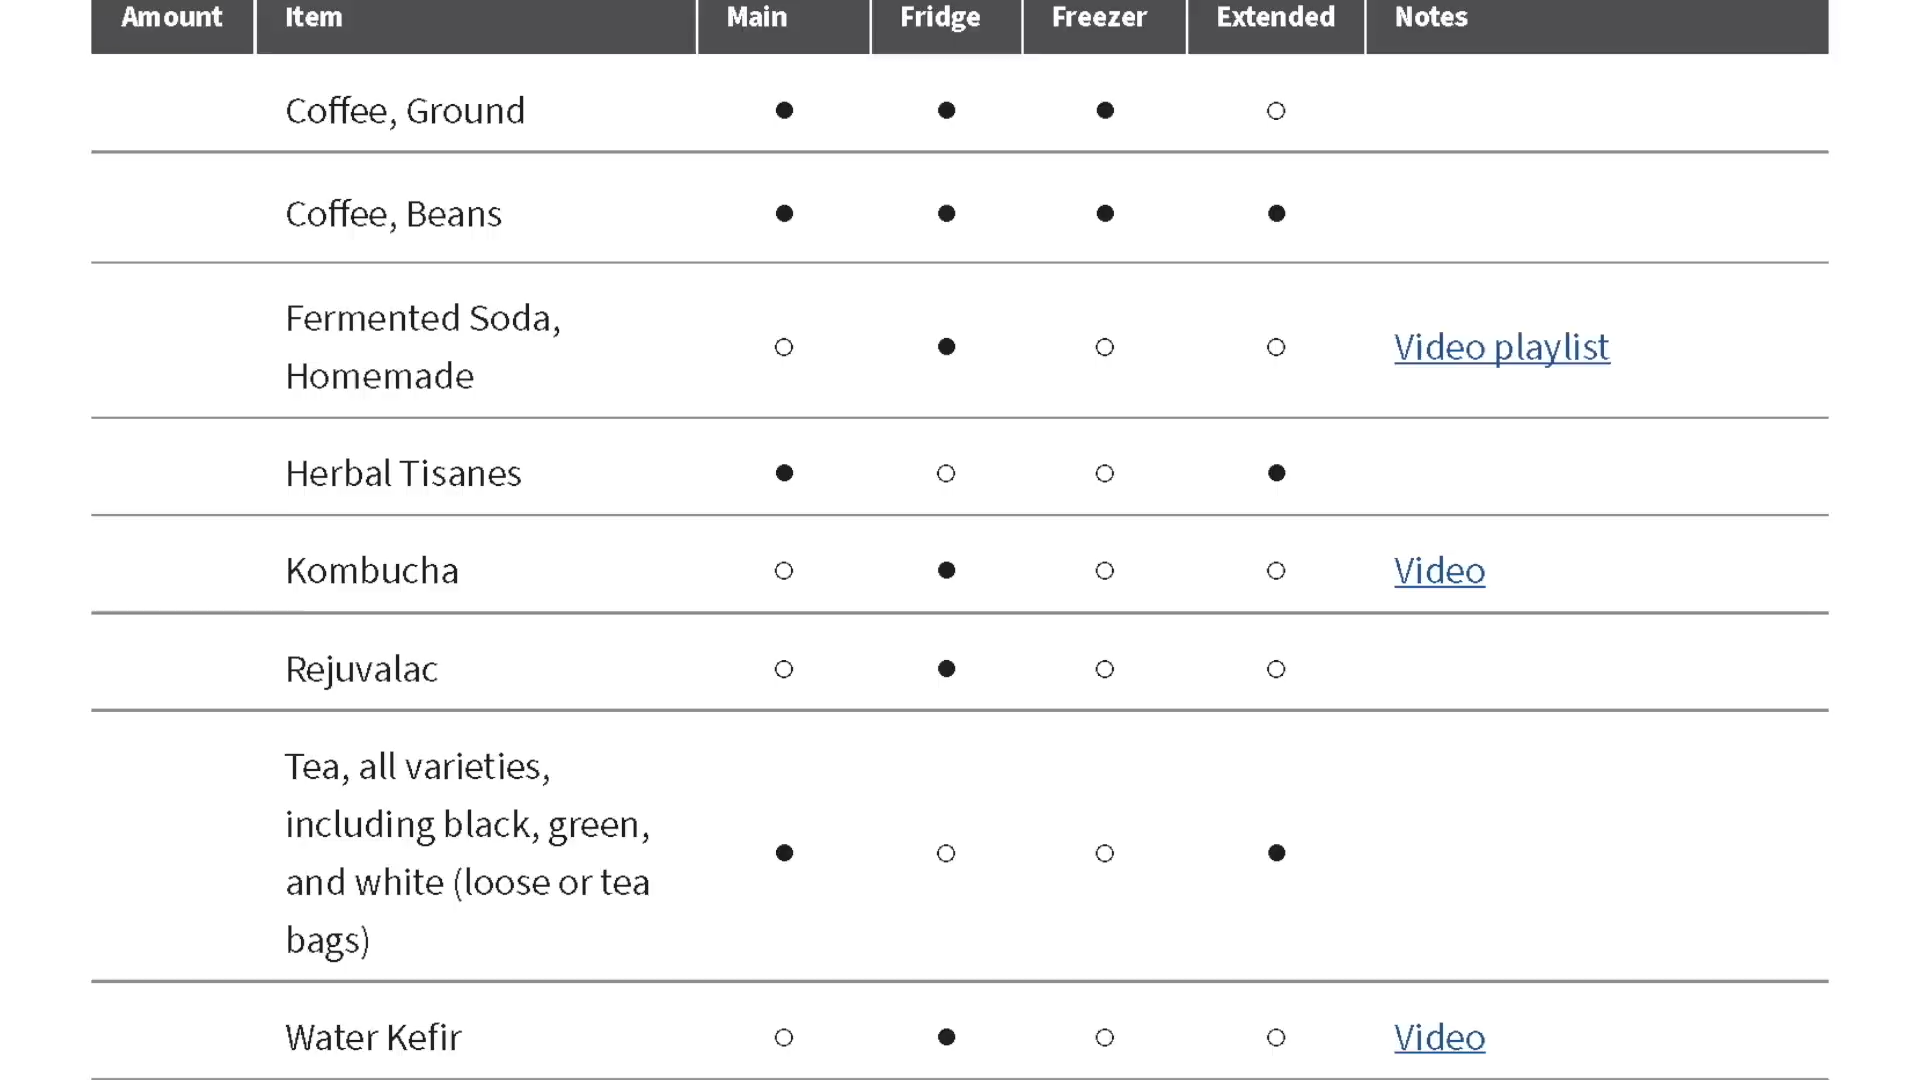 Amount Item Main Fridge Freezer Extended Notes
Coffee, Ground ● ● ● ○
Coffee, Beans ● ● ● ●
Fermented Soda,
Homemade ○ ● ○ ○ Video playlist
Herbal Tisanes ● ○ ○ ●
Kombucha ○ ● ○ ○ Video
Rejuvalac ○ ● ○ ○
Tea, all varieties,
including black, green,
and white (loose or tea
bags) ● ○ ○ ●
Water Kefir ○ ● ○ ○ Video